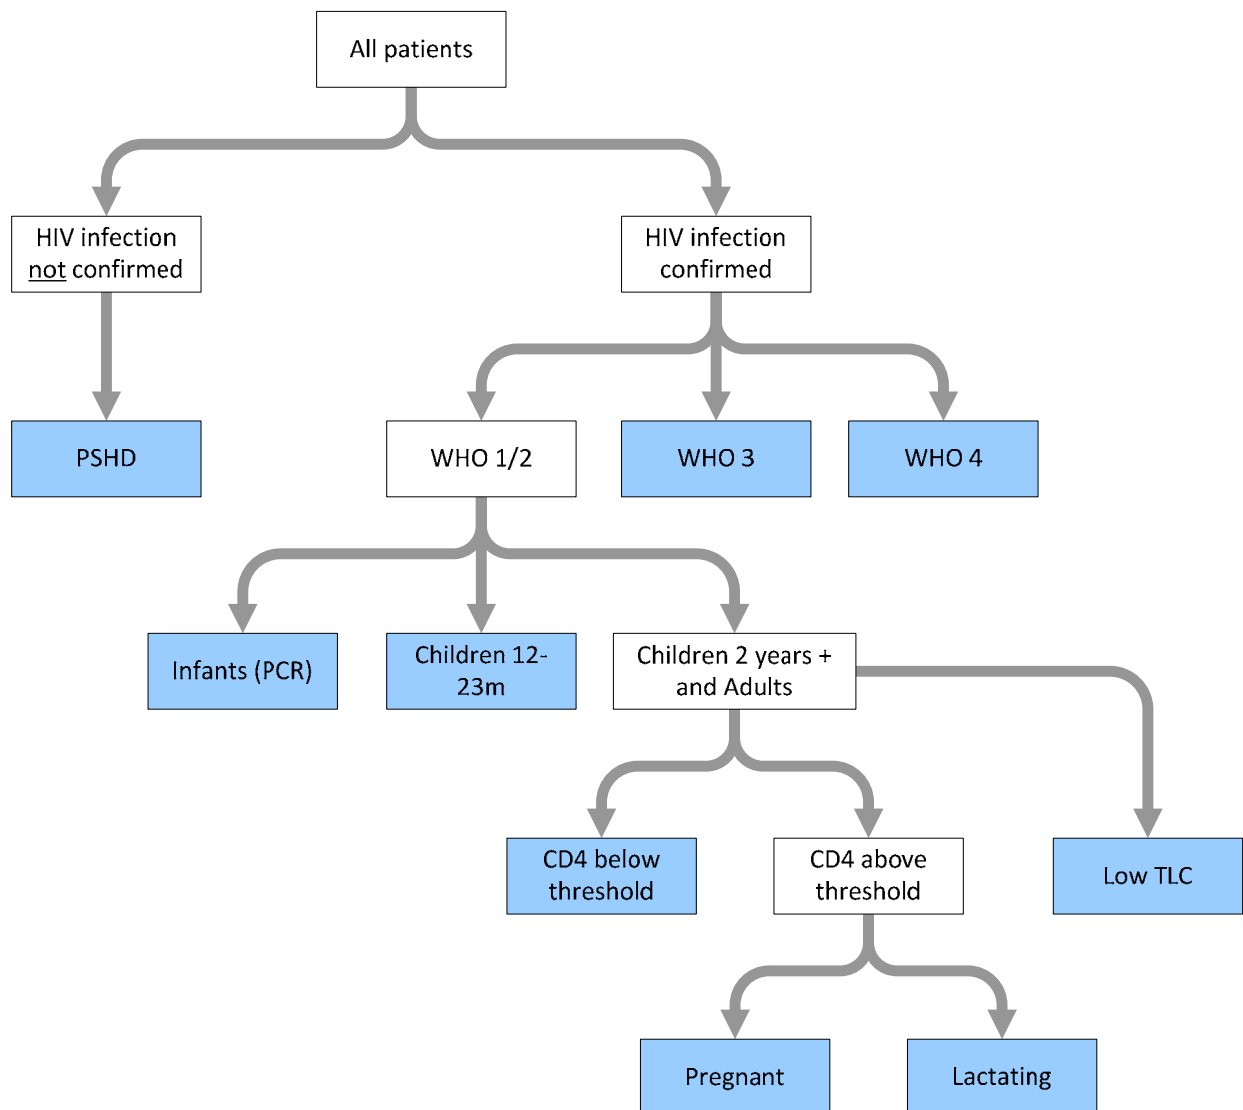 All patients
HIV infection
not confirmed
HIV infection
confirmed
PSHD
WHO 1/2
WHO 3
WHO 4
Infants (PCR)
Children 12-
23m
Children 2 years +
and Adults
CD4 below
threshold
CD4 above
threshold
Low TLC
Pregnant
Lactating